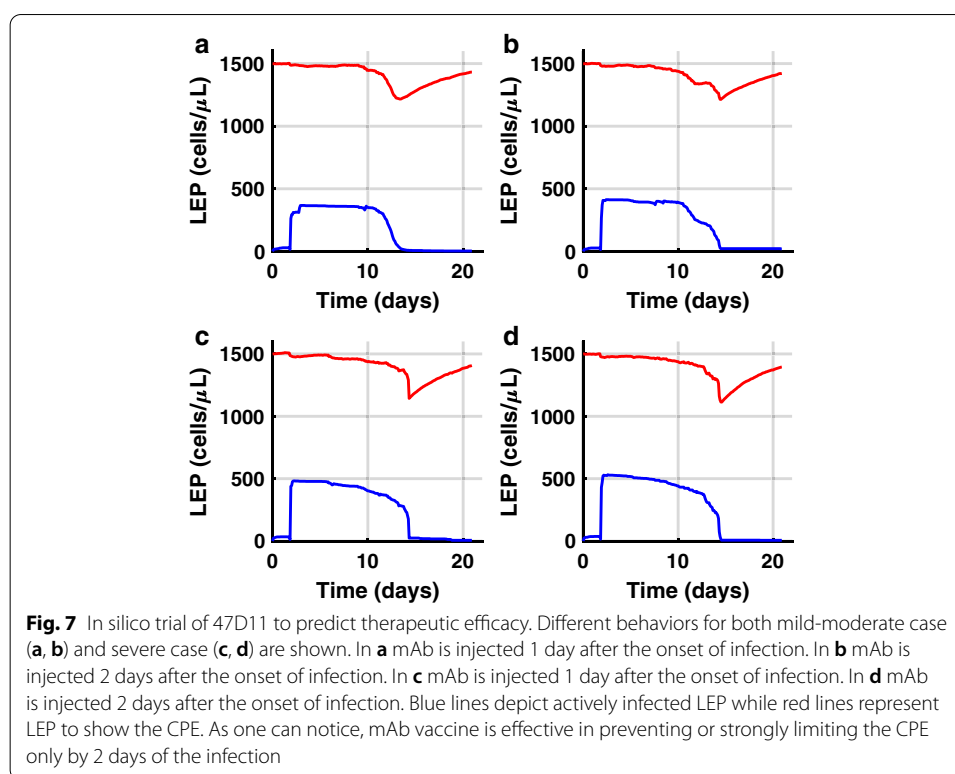 a
b
1500
1000
500
0
LEP (cells/μL)
0
10
20
Time (days)
1500
1000
500
0
LEP (cells/μL)
0
10
20
Time (days)
c
d
1500
1000
500
0
LEP (cells/μL)
0
10
20
Time (days)
1500
1000
500
0
LEP (cells/μL)
0
10
20
Time (days)
Fig. 7 In silico trial of 47D11 to predict therapeutic efficacy. Different behaviors for both mild-moderate case
(a, b) and severe case (c, d) are shown. In a mAb is injected 1 day after the onset of infection. In b mAb is
injected 2 days after the onset of infection. In c mAb is injected 1 day after the onset of infection. In d mAb
is injected 2 days after the onset of infection. Blue lines depict actively infected LEP while red lines represent
LEP to show the CPE. As one can notice, mAb vaccine is effective in preventing or strongly limiting the CPE
only by 2 days of the infection